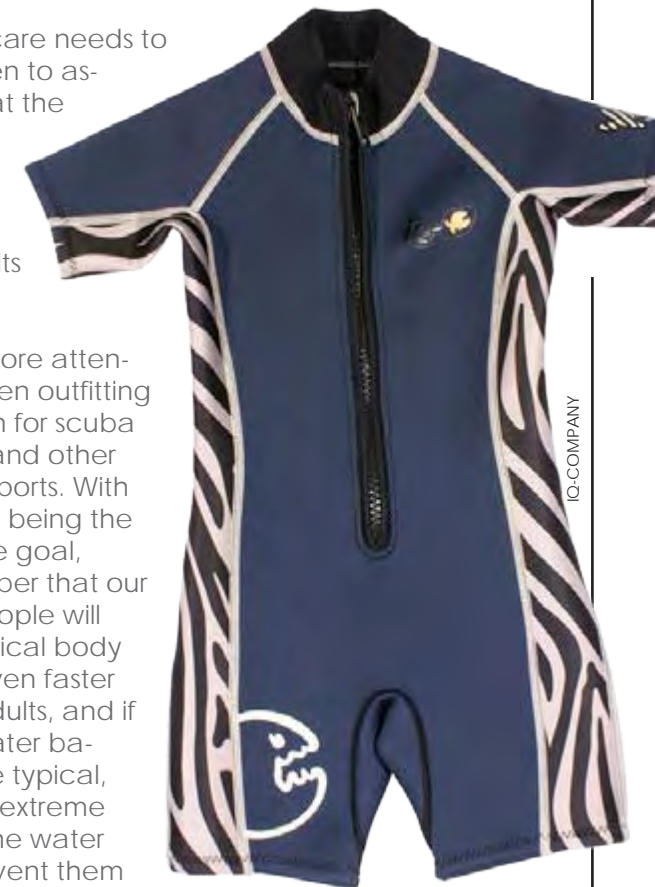 care needs to
en to as-
at the
lts
ore atten-
en outfitting
n for scuba
and other
ports. With
being the
e goal,
ber that our
ople will
ical body
ven faster
dults, and if
ater ba-
e typical,
extreme
he water
vent them
IQ-COMPANY